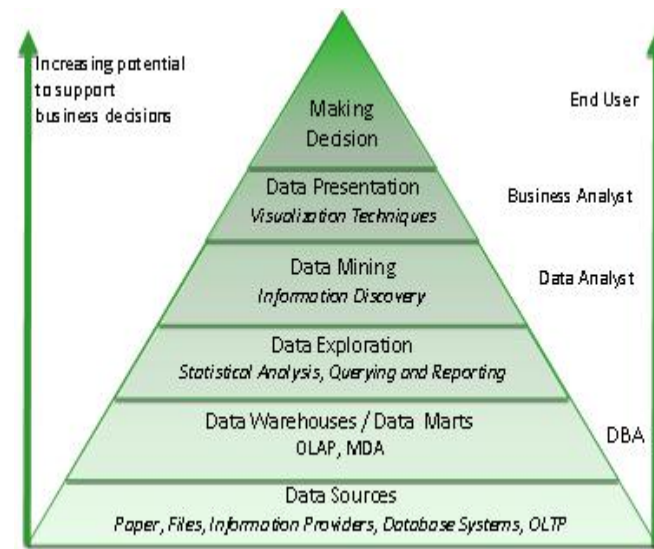 Increasing potential
to support
business decisions
Making
Decision
End User
Data Presentation
Visualization Techniques
Business Analyst
Data Mining
Information Discovery
Data Analyst
Data Exploration
Statistical Analysis, Querying and Reporting
Data Warehouses / Data Marts
OLAP, MDA
DBA
Data Sources
Paper, Files, Information Providers, Database Systems, OLTP